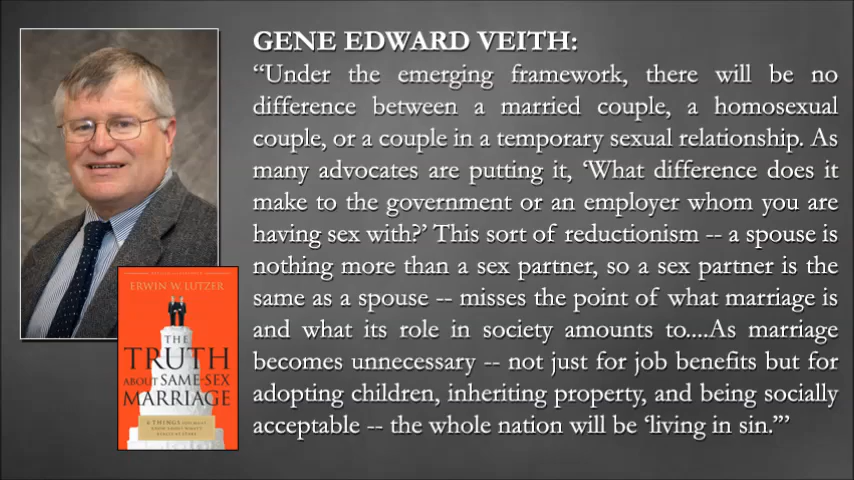 GENE EDWARD VEITH:
“Under the emerging framework, there will be no
difference between a married couple, a homosexual
couple, or a couple in a temporary sexual relationship. As
many advocates are putting it, ‘What difference does it
make to the government or an employer whom you are
having sex with?’ This sort of reductionism -- a spouse is
nothing more than a sex partner, so a sex partner is the
same as a spouse -- misses the point of what marriage is
and what its role in society amounts to....As marriage
becomes unnecessary -- not just for job benefits but for
adopting children, inheriting property, and being socially
acceptable -- the whole nation will be ‘living in sin.’”
ERWIN W. LUTZER
THE
TRUTH
ABOUT SAME-SEX
MARRIAGE
6 THINGS